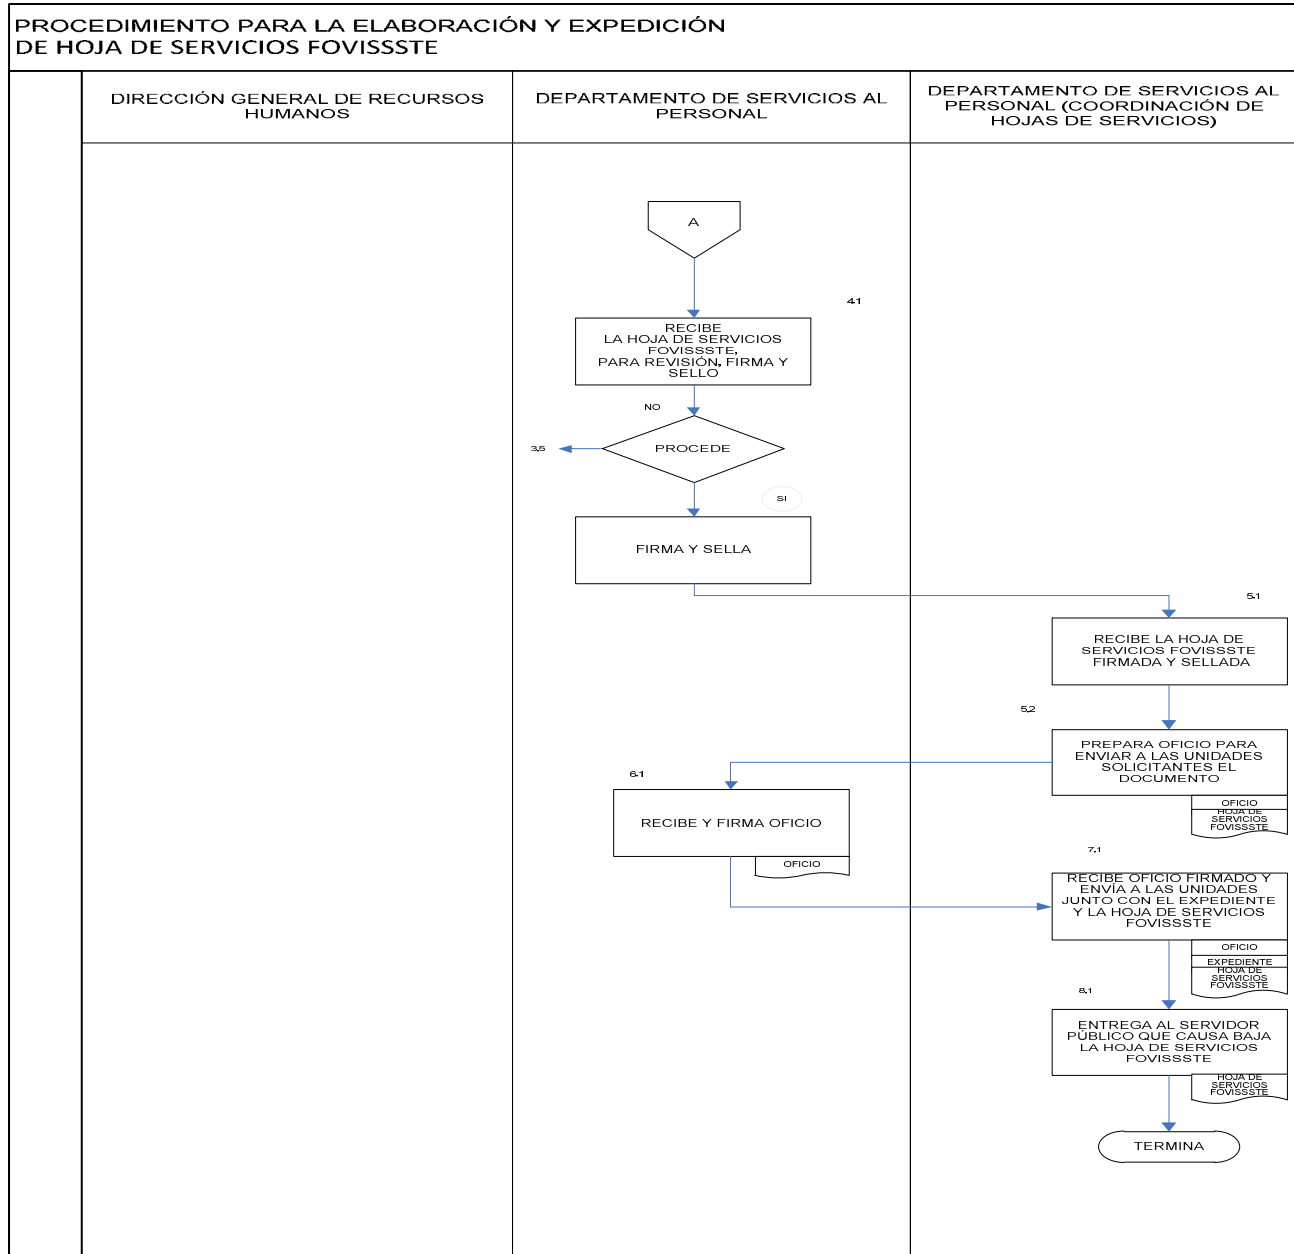 PROCEDIMIENTO PARA LA ELABORACIÓN Y EXPEDICIÓN
DE HOJA DE SERVICIOS FOVISSSTE
DIRECCIÓN GENERAL DE RECURSOS
HUMANOS
DEPARTAMENTO DE SERVICIOS AL
PERSONAL
DEPARTAMENTO DE SERVICIOS AL
PERSONAL (COORDINACIÓN DE
HOJAS DE SERVICIOS)
A
4.1
RECIBE
LA HOJA DE SERVICIOS
FOVISSSTE,
PARA REVISIÓN, FIRMA Y
SELLO
NO
3.5
PROCEDE
SI
FIRMA Y SELLA
5.1
RECIBE LA HOJA DE
SERVICIOS FOVISSSTE
FIRMADA Y SELLADA
5.2
PREPARA OFICIO PARA
ENVIAR A LAS UNIDADES
SOLICITANTES EL
DOCUMENTO
OFICIO
HOJA DE
SERVICIOS
FOVISSSTE
6.1
RECIBE Y FIRMA OFICIO
OFICIO
7.1
RECIBE OFICIO FIRMADO Y
ENVÍA A LAS UNIDADES
JUNTO CON EL EXPEDIENTE
Y LA HOJA DE SERVICIOS
FOVISSSTE
OFICIO
EXPEDIENTE
HOJA DE
SERVICIOS
FOVISSSTE
8.1
ENTREGA AL SERVIDOR
PÚBLICO QUE CAUSA BAJA
LA HOJA DE SERVICIOS
FOVISSSTE
HOJA DE
SERVICIOS
FOVISSSTE
TERMINA